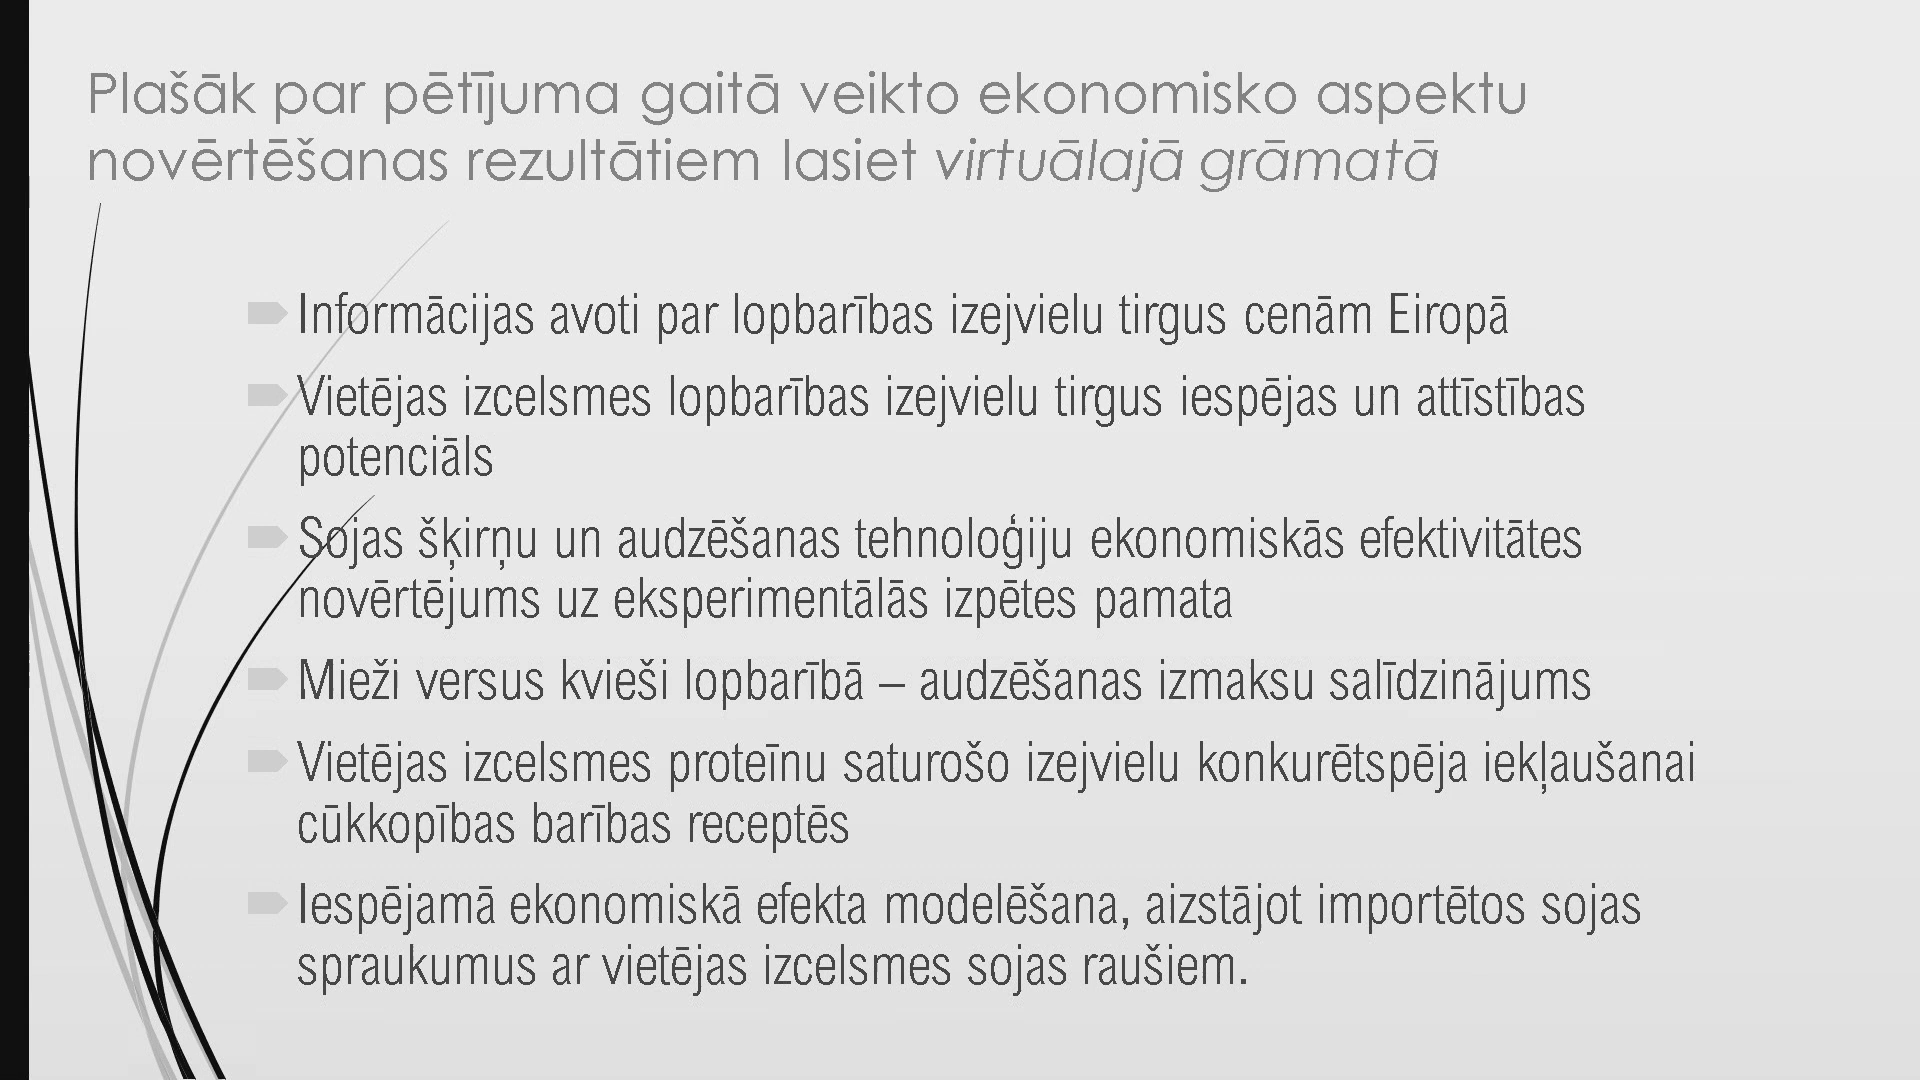 Plašāk par pētījuma gaitā veikto ekonomisko aspektu
novērtēšanas rezultātiem lasiet virtuālajā grāmatā
Informācijas avoti par lopbarības izejvielu tirgus cenām Eiropā
Vietējas izcelsmes lopbarības izejvielu tirgus iespējas un attīstības
potenciāls
Sojas šķirņu un audzēšanas tehnoloģiju ekonomiskās efektivitātes
novērtējums uz eksperimentālās izpētes pamata
Mieži versus kvieši lopbarībā – audzēšanas izmaksu salīdzinājums
Vietējas izcelsmes proteīnu saturošo izejvielu konkurētspēja iekļaušanai
cūkkopības barības receptēs
Iespējamā ekonomiskā efekta modelēšana, aizstājot importētos sojas
spraukumus ar vietējas izcelsmes sojas raušiem.